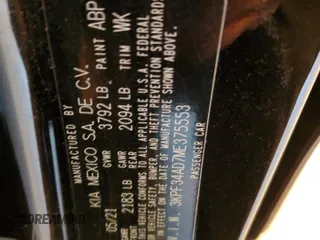 MANUFACTURED BY
KIA MEXICO S.A. DE C.V.
05/21 GVWR 3792 LB. PAINT ABP
GAWR FRONT 2183 LB GAWR REAR 2094 LB TRIM WK
THIS VEHICLE CONFORMS TO ALL APPLICABLE U.S.A. FEDERAL
MOTOR VEHICLE SAFETY, BUMPER, AND THEFT PREVENTION STANDARDS
IN EFFECT ON THE DATE OF MANUFACTURE SHOWN ABOVE.
V.I.N. 3KPF34AD7ME375553
PASSENGER CAR